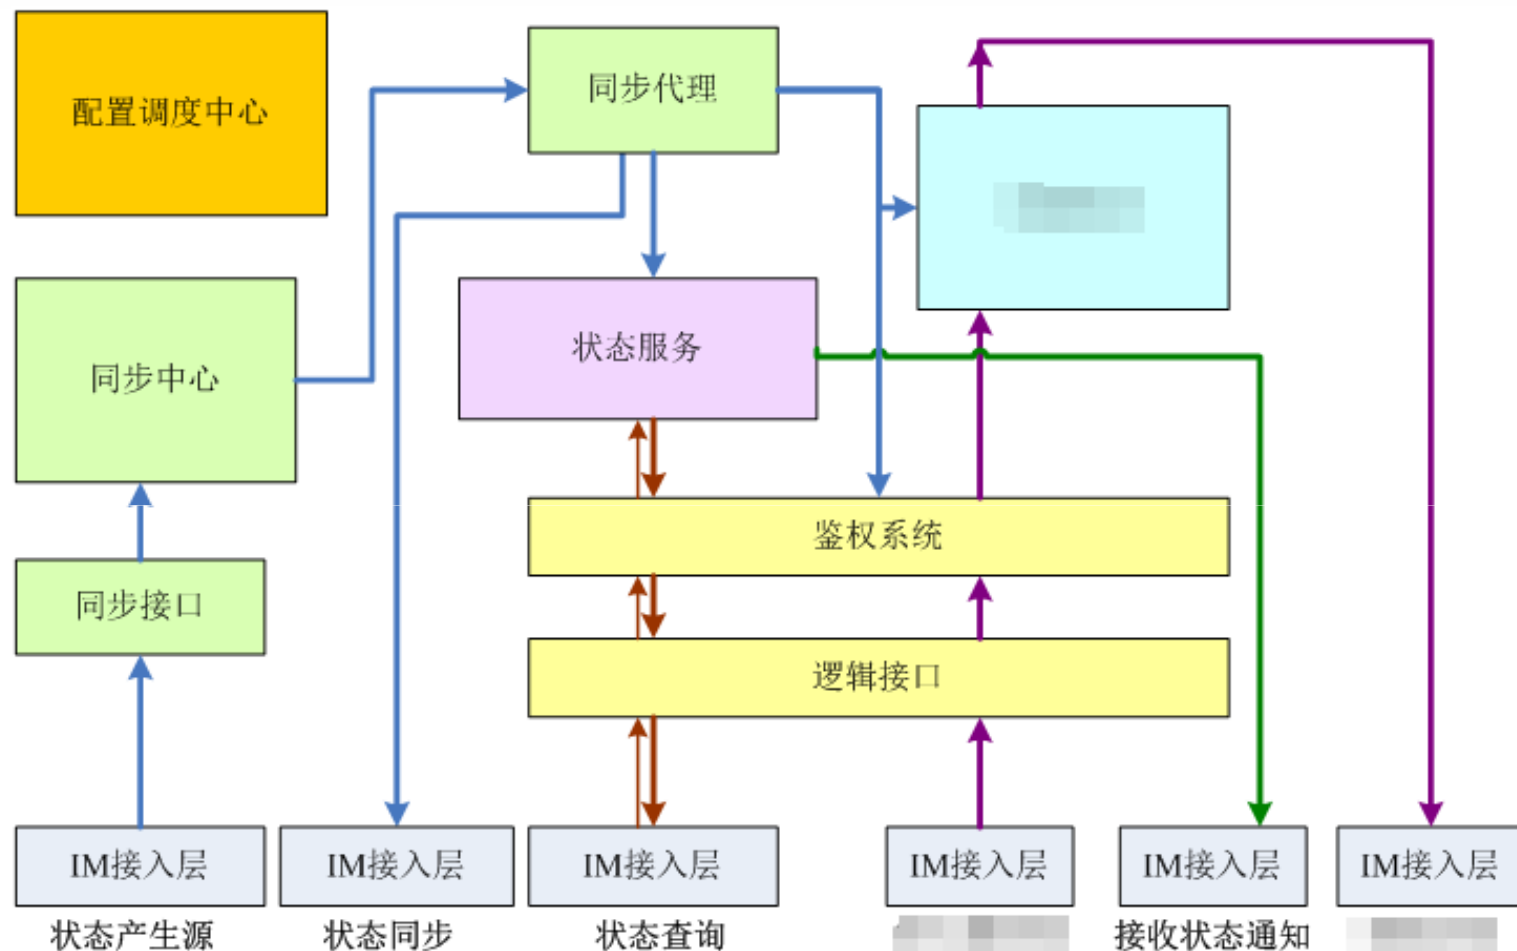 配置调度中心
同步代理
同步中心
状态服务
鉴权系统
同步接口
逻辑接口
IM接入层
IM接入层
IM接入层
IM接入层
IM接入层
IM接入层
状态产生源
状态同步
状态查询
接收状态通知